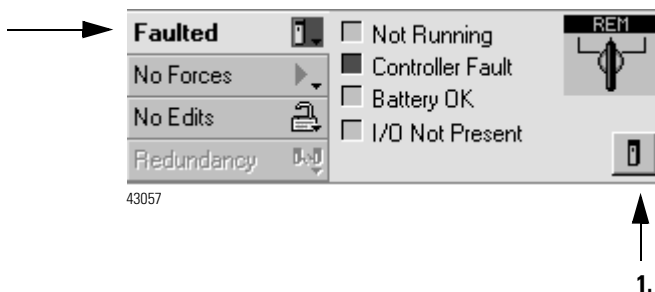 Faulted
No Forces
No Edits
Redundancy
Not Running
Controller Fault
Battery OK
I/O Not Present
REM
43057
1.